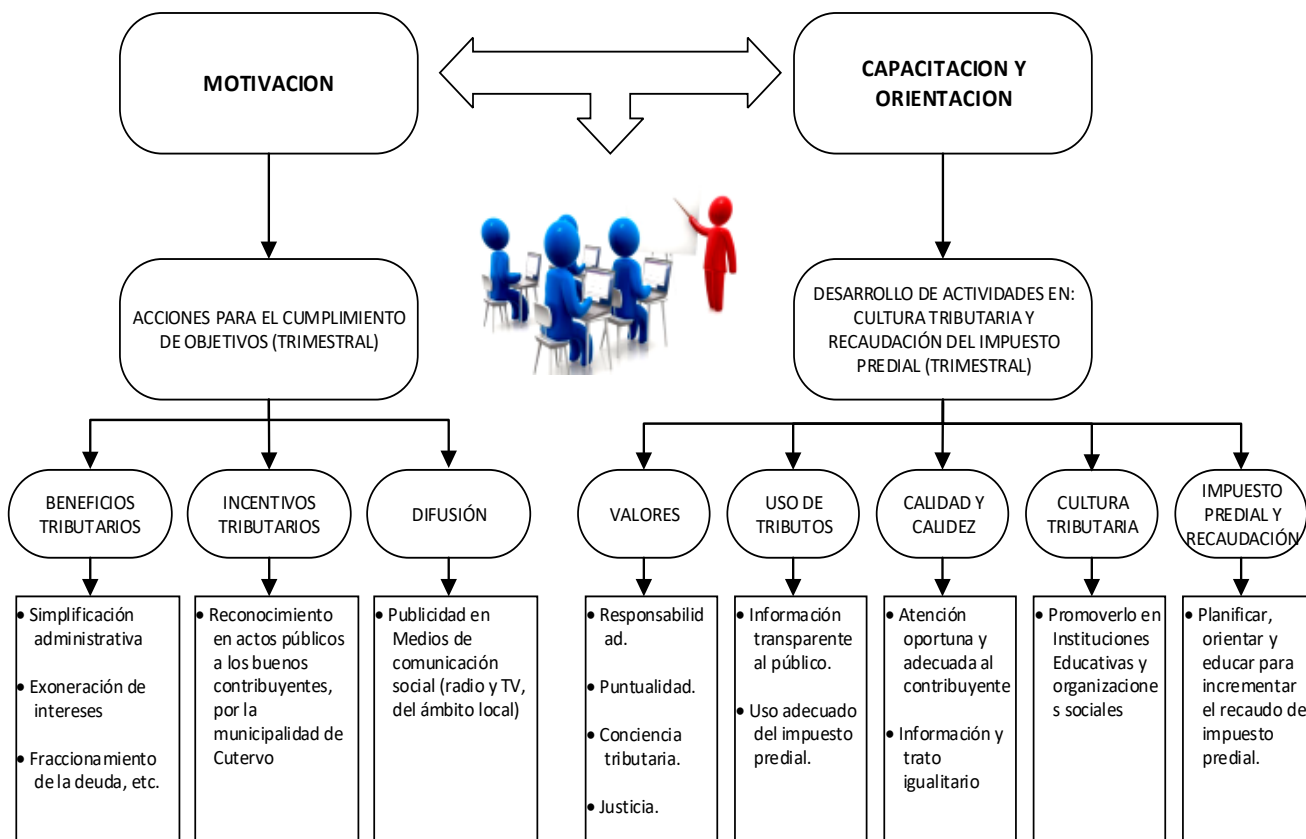 MOTIVACION
CAPACITACION Y
ORIENTACION
ACCIONES PARA EL CUMPLIMIENTO
DE OBJETIVOS (TRIMESTRAL)
DESARROLLO DE ACTIVIDADES EN:
CULTURA TRIBUTARIA Y
RECAUDACIÓN DEL IMPUESTO
PREDIAL (TRIMESTRAL)
BENEFICIOS
TRIBUTARIOS
INCENTIVOS
TRIBUTARIOS
DIFUSIÓN
VALORES
USO DE
TRIBUTOS
CALIDAD Y
CALIDEZ
CULTURA
TRIBUTARIA
IMPUESTO
PREDIAL Y
RECAUDACIÓN
• Simplificación
administrativa
• Exoneración de
intereses
• Fraccionamiento
de la deuda, etc.
• Reconocimiento
en actos públicos
a los buenos
contribuyentes,
por la
municipalidad de
Cutervo
• Publicidad en
Medios de
comunicación
social (radio y TV,
del ámbito local)
• Responsabilid
ad.
• Puntualidad.
• Conciencia
tributaria.
• Justicia.
• Información
transparente
al público.
• Uso adecuado
del impuesto
predial.
• Atención
oportuna y
adecuada al
contribuyente
• Información y
trato
igualitario
• Promoverlo en
Instituciones
Educativas y
organizacione
s sociales
• Planificar,
orientar y
educar para
incrementar
el recaudo de
impuesto
predial.